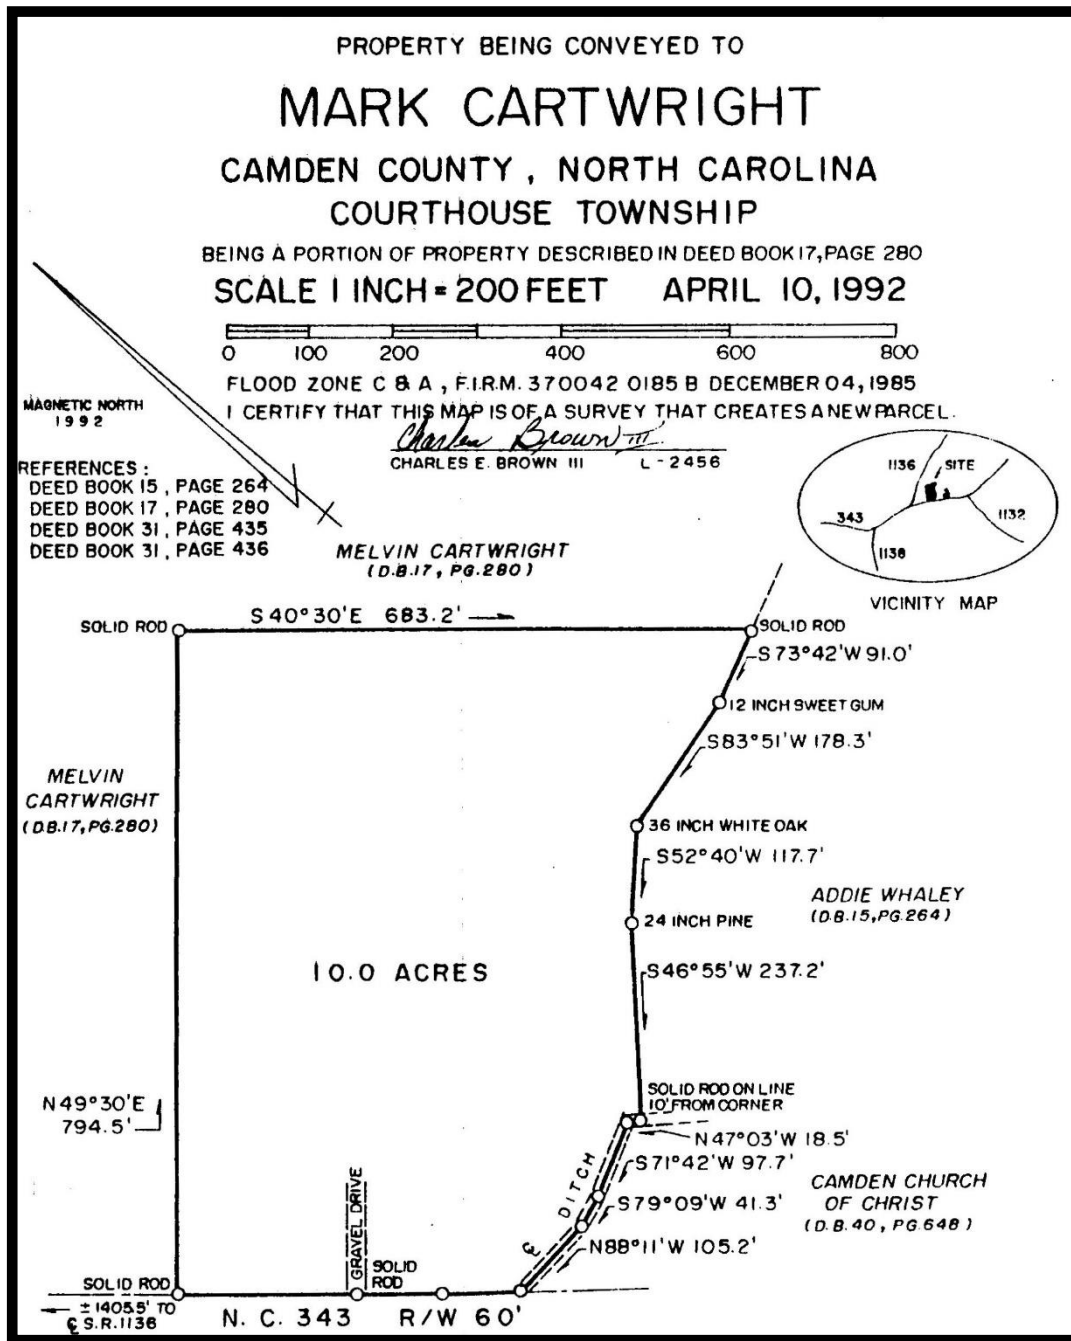 PROPERTY BEING CONVEYED TO
MARK CARTWRIGHT
CAMDEN COUNTY, NORTH CAROLINA
COURTHOUSE TOWNSHIP
BEING A PORTION OF PROPERTY DESCRIBED IN DEED BOOK 17, PAGE 280
SCALE 1 INCH = 200 FEET APRIL 10, 1992
0 100 200 400 600 800
FLOOD ZONE C & A, F.I.R.M. 370042 0185 B DECEMBER 04, 1985
I CERTIFY THAT THIS MAP IS OF A SURVEY THAT CREATES A NEW PARCEL.
Charles Brown III
CHARLES E. BROWN III L-2456
MAGNETIC NORTH
1992
REFERENCES:
DEED BOOK 15, PAGE 264
DEED BOOK 17, PAGE 280
DEED BOOK 31, PAGE 435
DEED BOOK 31, PAGE 436
1136
SITE
343
1132
1138
VICINITY MAP
MELVIN CARTWRIGHT
(D.B.17, PG.280)
S40°30'E 683.2'
SOLID ROD
SOLID ROD
S73°42'W 91.0'
12 INCH SWEET GUM
S83°51'W 178.3'
MELVIN
CARTWRIGHT
(D.B.17, PG.280)
36 INCH WHITE OAK
S52°40'W 117.7'
ADDIE WHALEY
(D.B.15, PG.264)
24 INCH PINE
10.0 ACRES
S46°55'W 237.2'
N49°30'E
794.5'
SOLID ROD ON LINE
10' FROM CORNER
N47°03'W 18.5'
S71°42'W 97.7'
CAMDEN CHURCH
OF CHRIST
(D.B.40, PG.648)
S79°09'W 41.3'
N88°11'W 105.2'
℄ DITCH
GRAVEL DRIVE
SOLID
ROD
SOLID ROD
± 1405.5' TO
℄ S.R.1136
N.C. 343 R/W 60'